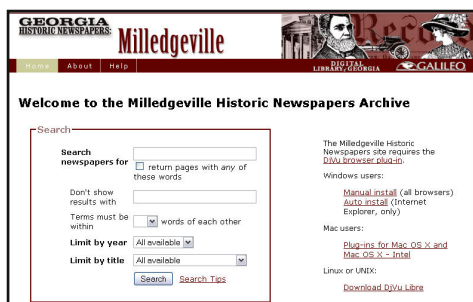 GEORGIA
HISTORIC NEWSPAPERS:
Milledgeville
DIGITAL
LIBRARY of GEORGIA
GALILEO
Home About Help
Welcome to the Milledgeville Historic Newspapers Archive
Search
Search
newspapers for
return pages with any of
these words
Don't show
results with
Terms must be
within
words of each other
Limit by year All available
Limit by title All available
Search Search Tips
The Milledgeville Historic
Newspapers site requires the
DjVu browser plug-in.
Windows users:
Manual install (all browsers)
Auto install (Internet
Explorer, only)
Mac users:
Plug-ins for Mac OS X and
Mac OS X - Intel
Linux or UNIX:
Download DjVu Libre